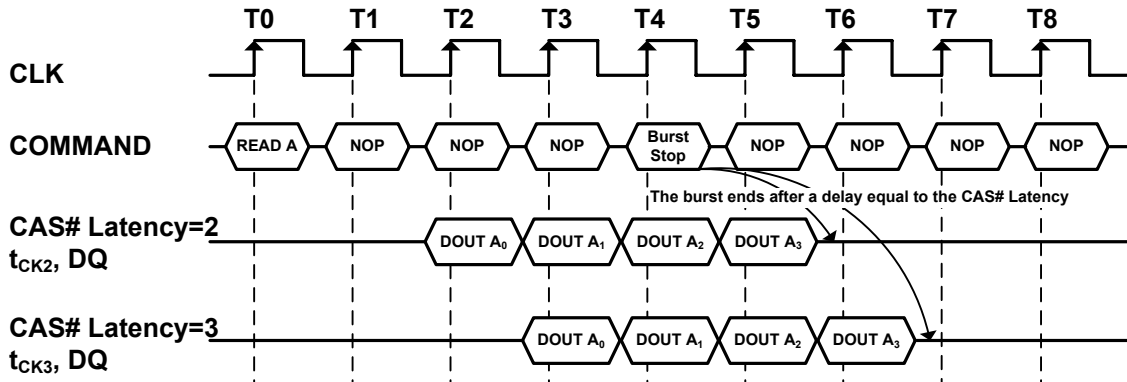 T0 T1 T2 T3 T4 T5 T6 T7 T8
CLK
COMMAND READ A NOP NOP NOP Burst Stop NOP NOP NOP NOP
The burst ends after a delay equal to the CAS# Latency
CAS# Latency=2
tCK2, DQ
DOUT A0 DOUT A1 DOUT A2 DOUT A3
CAS# Latency=3
tCK3, DQ
DOUT A0 DOUT A1 DOUT A2 DOUT A3